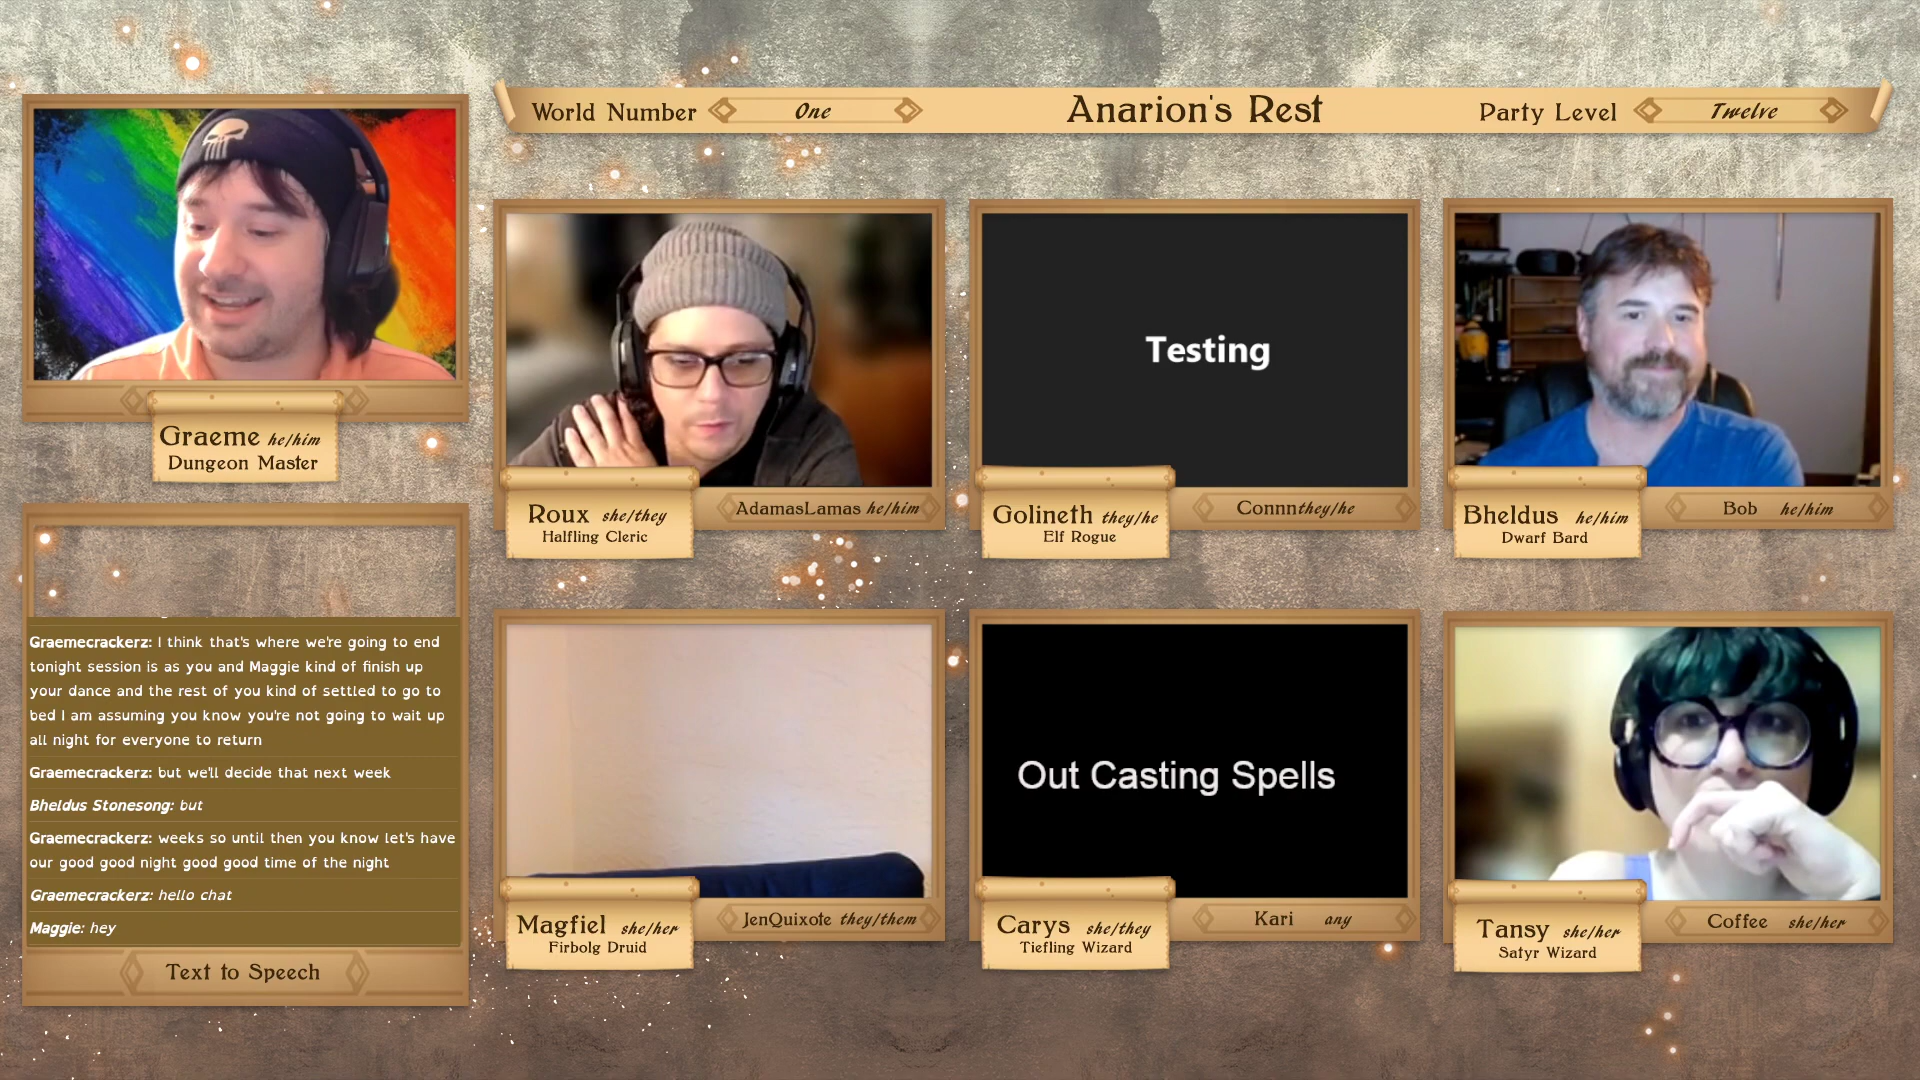 World Number One Anarion's Rest Party Level Twelve
Graeme he/him
Dungeon Master
Testing
Roux she/they
Halfling Cleric
AdamasLamas he/him
Golineth they/he
Elf Rogue
Connnthey/he
Bheldus he/him
Dwarf Bard
Bob he/him
Graemecrackerz: I think that's where we're going to end
tonight session is as you and Maggie kind of finish up
your dance and the rest of you kind of settled to go to
bed I am assuming you know you're not going to wait up
all night for everyone to return
Graemecrackerz: but we'll decide that next week
Bheldus Stonesong: but
Graemecrackerz: weeks so until then you know let's have
our good good night good good time of the night
Graemecrackerz: hello chat
Maggie: hey
Text to Speech
Magfiel she/her
Firbolg Druid
JenQuixote they/them
Out Casting Spells
Carys she/they
Tiefling Wizard
Kari any
Tansy she/her
Satyr Wizard
Coffee she/her